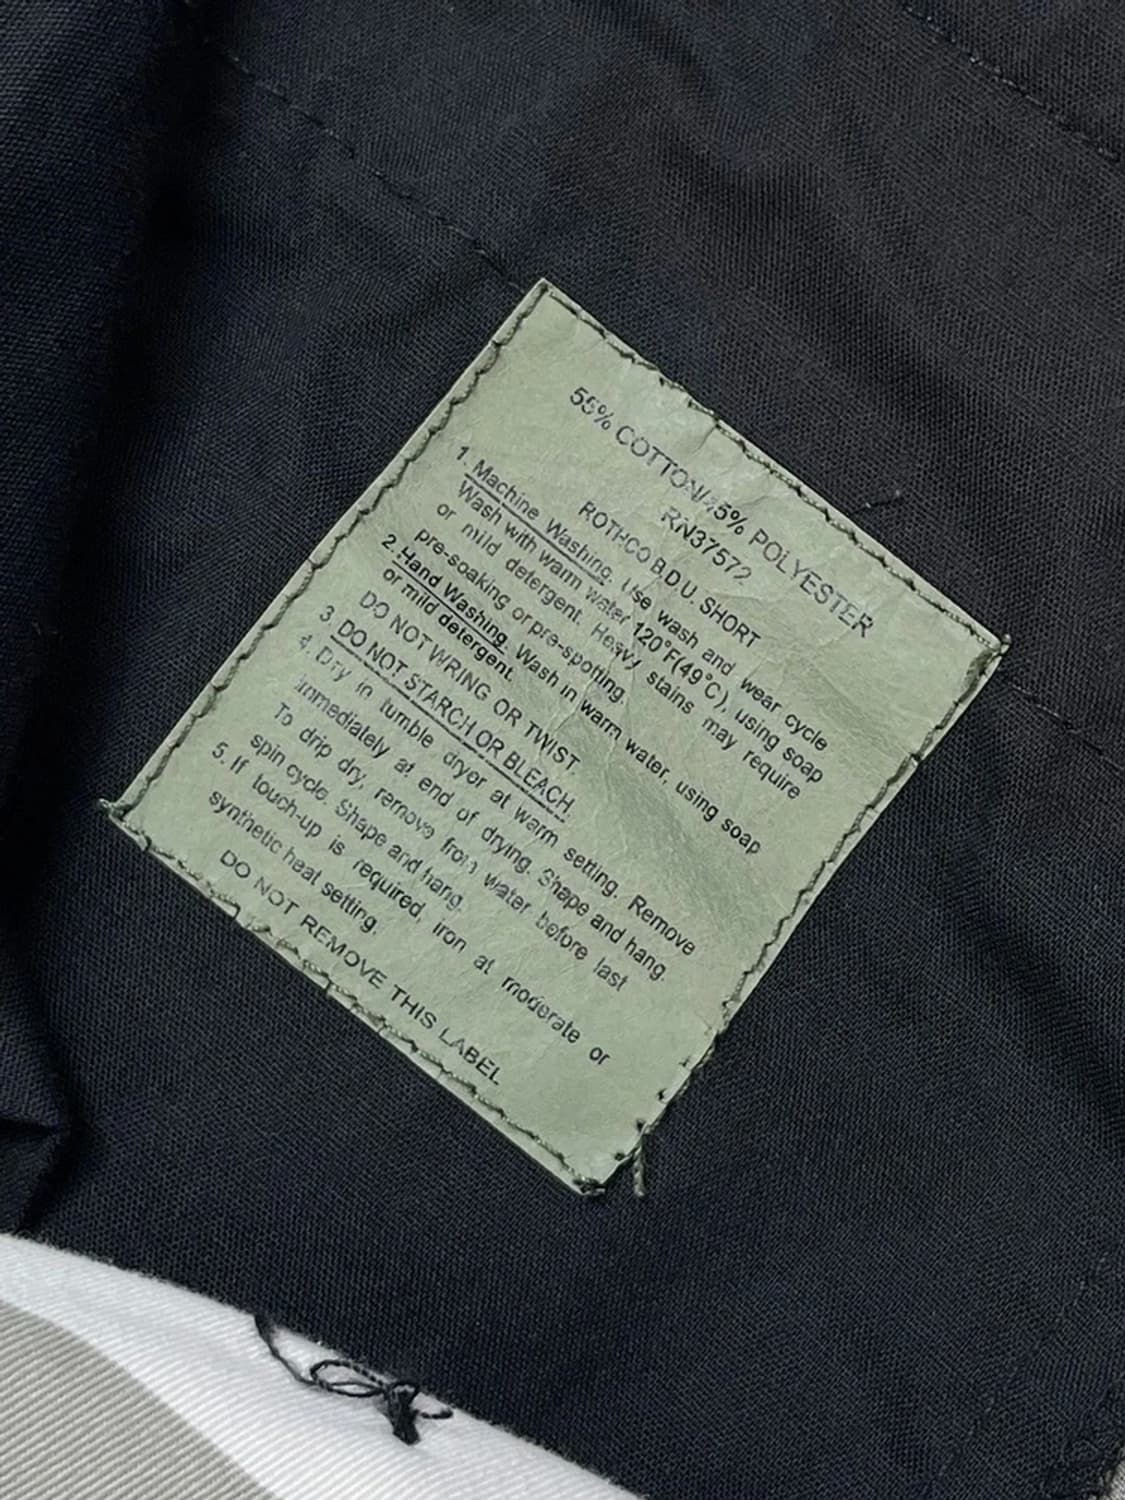 55% COTTON/45% POLYESTER
RN37572
ROTHCO B.D.U. SHORT
1. Machine Washing. Use wash and wear cycle
Wash with warm water 120°F(49°C), using soap
or mild detergent. Heavy stains may require
pre-soaking or pre-spotting.
2. Hand Washing. Wash in warm water, using soap
or mild detergent.
DO NOT WRING OR TWIST.
3. DO NOT STARCH OR BLEACH.
4. Dry in tumble dryer at warm setting. Remove
immediately at end of drying. Shape and hang.
To drip dry, remove from water before last
spin cycle. Shape and hang.
5. If touch-up is required, iron at moderate or
synthetic heat setting.
DO NOT REMOVE THIS LABEL